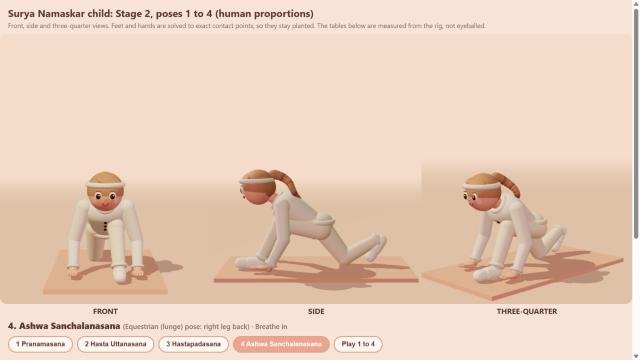 Surya Namaskar child: Stage 2, poses 1 to 4 (human proportions)
Front, side and three-quarter views. Feet and hands are solved to exact contact points, so they stay planted. The tables below are measured from the rig, not eyeballed.
FRONT
SIDE
THREE-QUARTER
4. Ashwa Sanchalanasana (Equestrian (lunge) pose: right leg back) · Breathe in
1 Pranamasana
2 Hasta Uttanasana
3 Hastapadasana
4 Ashwa Sanchalanasana
Play 1 to 4